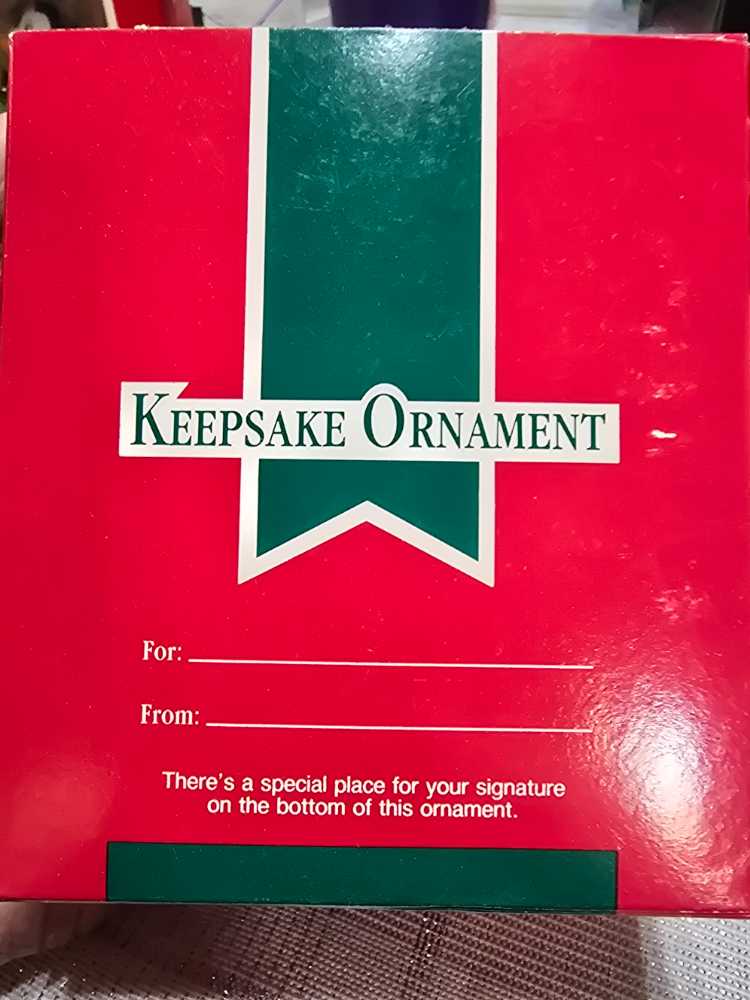 KEEPSAKE ORNAMENT
For:
From:
There's a special place for your signature
on the bottom of this ornament.